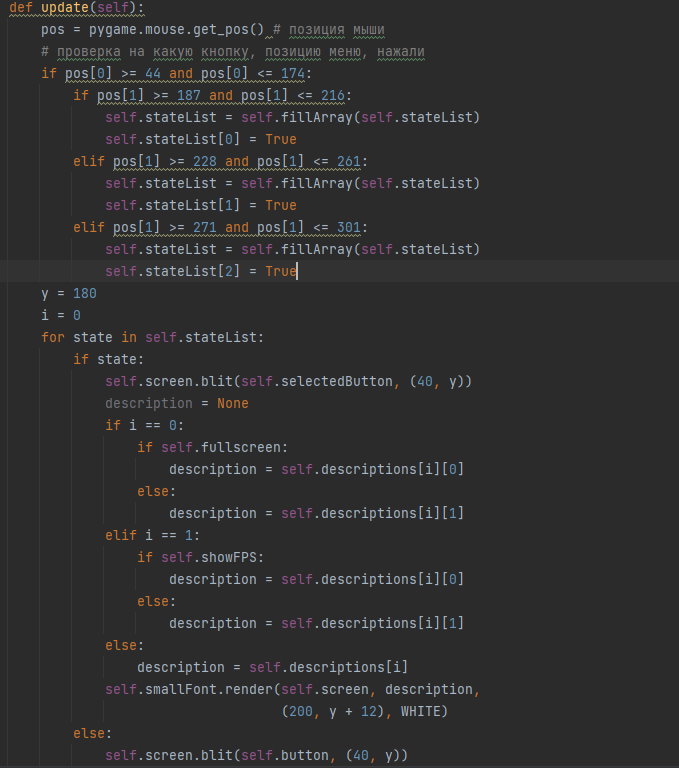 def update(self):
    pos = pygame.mouse.get_pos() # позиция мыши
    # проверка на какую кнопку, позицию меню, нажали
    if pos[0] >= 44 and pos[0] <= 174:
        if pos[1] >= 187 and pos[1] <= 216:
            self.stateList = self.fillArray(self.stateList)
            self.stateList[0] = True
        elif pos[1] >= 228 and pos[1] <= 261:
            self.stateList = self.fillArray(self.stateList)
            self.stateList[1] = True
        elif pos[1] >= 271 and pos[1] <= 301:
            self.stateList = self.fillArray(self.stateList)
            self.stateList[2] = True
    y = 180
    i = 0
    for state in self.stateList:
        if state:
            self.screen.blit(self.selectedButton, (40, y))
            description = None
            if i == 0:
                if self.fullscreen:
                    description = self.descriptions[i][0]
                else:
                    description = self.descriptions[i][1]
            elif i == 1:
                if self.showFPS:
                    description = self.descriptions[i][0]
                else:
                    description = self.descriptions[i][1]
            else:
                description = self.descriptions[i]
            self.smallFont.render(self.screen, description,
                                  (200, y + 12), WHITE)
        else:
            self.screen.blit(self.button, (40, y))